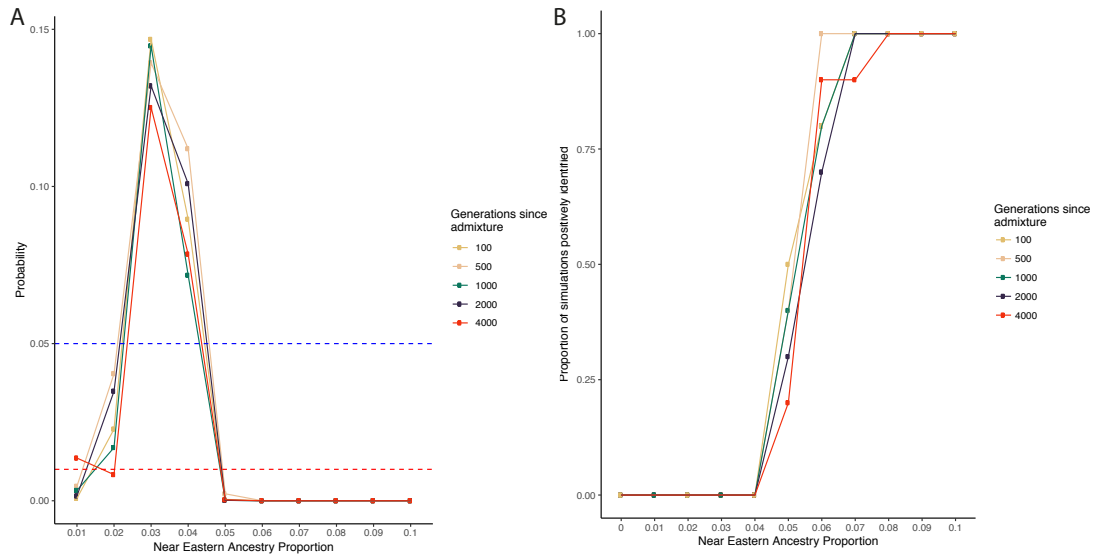 A
0.15
0.10
0.05
0.00
Probability
0.01 0.02 0.03 0.04 0.05 0.06 0.07 0.08 0.09 0.1
Near Eastern Ancestry Proportion
Generations since
admixture
100
500
1000
2000
4000
B
1.00
0.75
0.50
0.25
0.00
Proportion of simulations positively identified
0 0.01 0.02 0.03 0.04 0.05 0.06 0.07 0.08 0.09 0.1
Near Eastern Ancestry Proportion
Generations since
admixture
100
500
1000
2000
4000